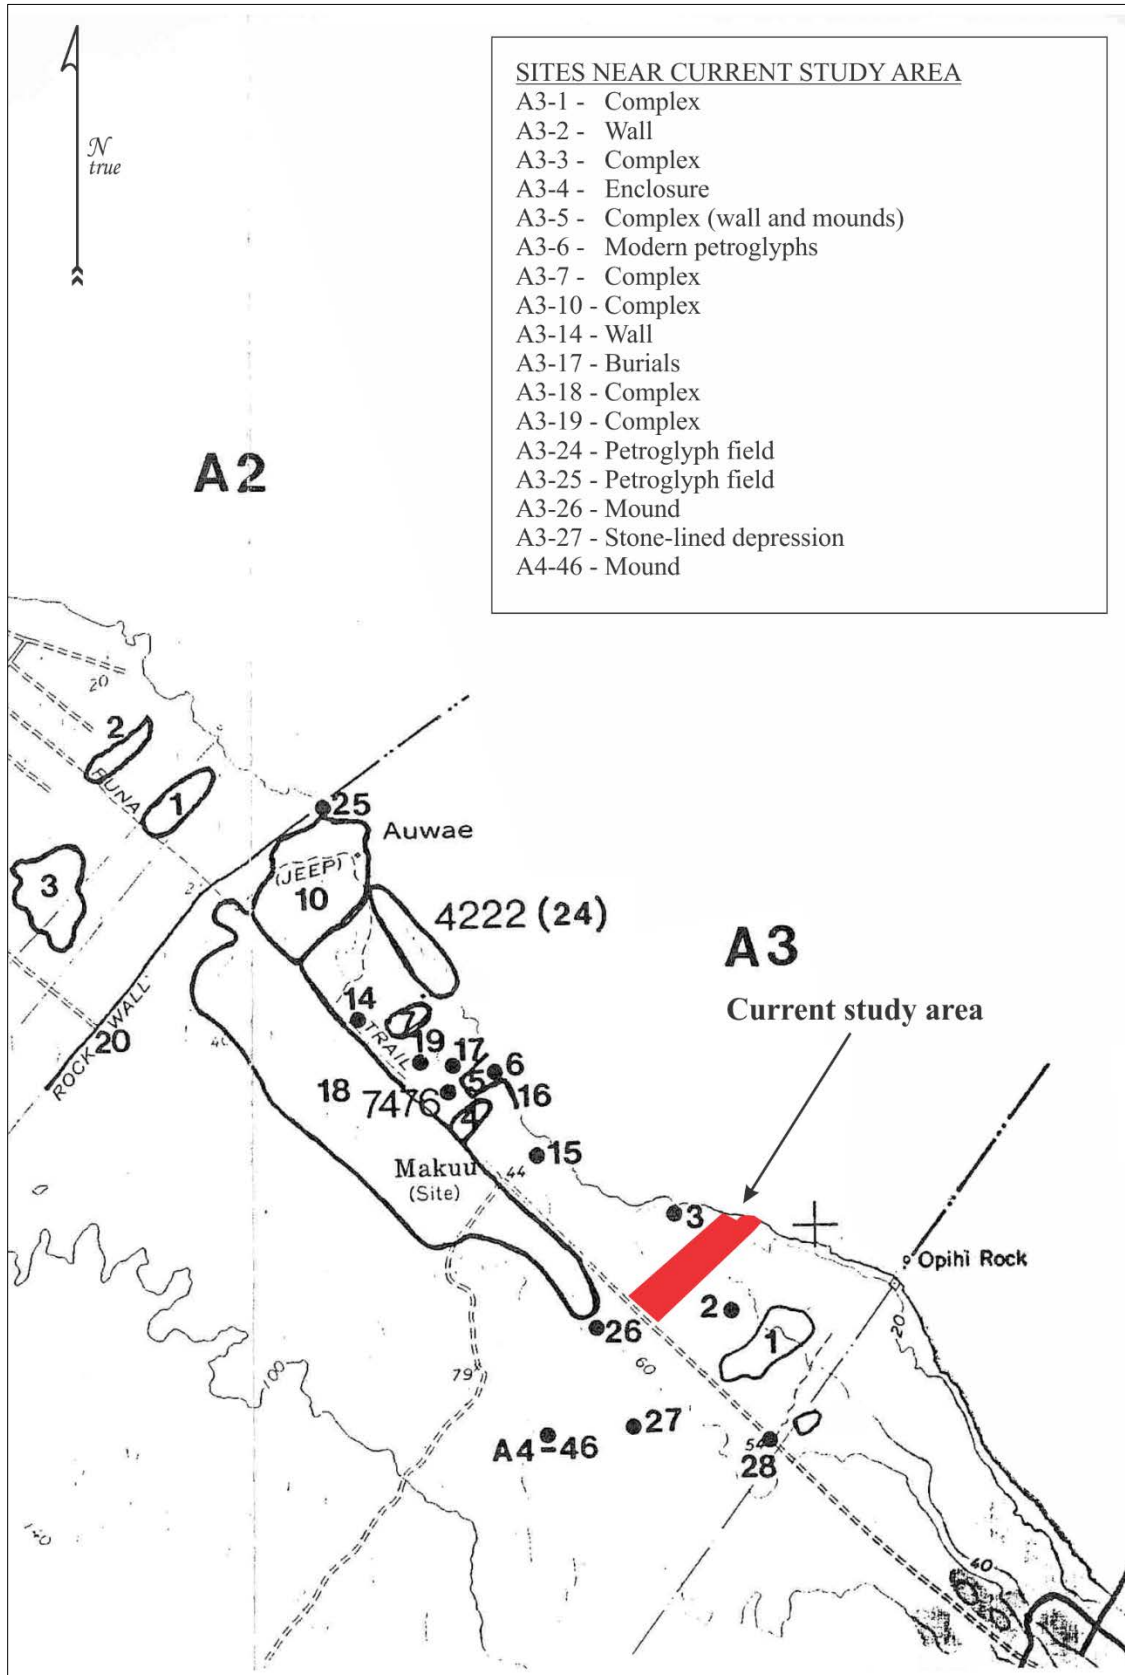 N
true
SITES NEAR CURRENT STUDY AREA
A3-1 - Complex
A3-2 - Wall
A3-3 - Complex
A3-4 - Enclosure
A3-5 - Complex (wall and mounds)
A3-6 - Modern petroglyphs
A3-7 - Complex
A3-10 - Complex
A3-14 - Wall
A3-17 - Burials
A3-18 - Complex
A3-19 - Complex
A3-24 - Petroglyph field
A3-25 - Petroglyph field
A3-26 - Mound
A3-27 - Stone-lined depression
A4-46 - Mound
A2
20
2
PUNA
1
25
Auwae
3
(JEEP)
10
4222 (24)
A3
Current study area
14
TRAIL
7
ROCK WALL
20
40
19
17
5
6
16
18
7476
4
15
Makuu
(Site)
44
3
Opihi Rock
20
2
1
26
60
79
100
27
A4-46
54
28
140
40